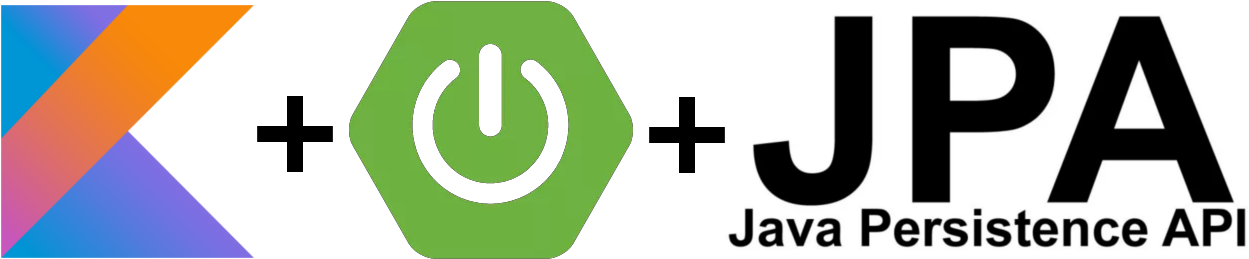 +
+
JPA
Java Persistence API